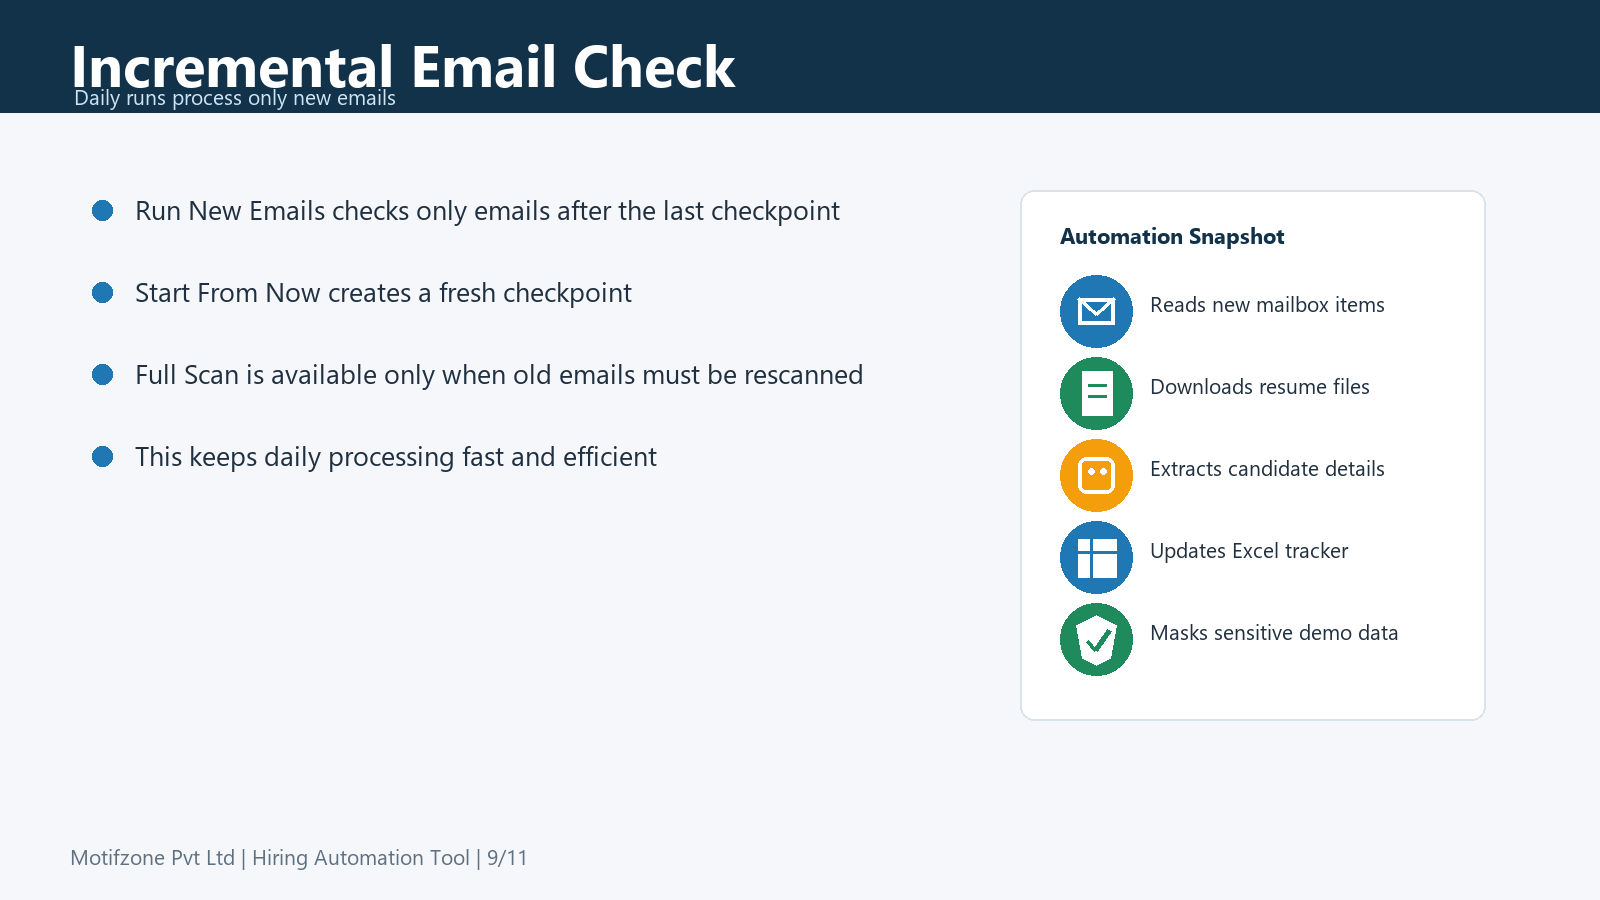 Incremental Email Check
Daily runs process only new emails
Run New Emails checks only emails after the last checkpoint
Start From Now creates a fresh checkpoint
Full Scan is available only when old emails must be rescanned
This keeps daily processing fast and efficient
Automation Snapshot
Reads new mailbox items
Downloads resume files
Extracts candidate details
Updates Excel tracker
Masks sensitive demo data
Motifzone Pvt Ltd | Hiring Automation Tool | 9/11